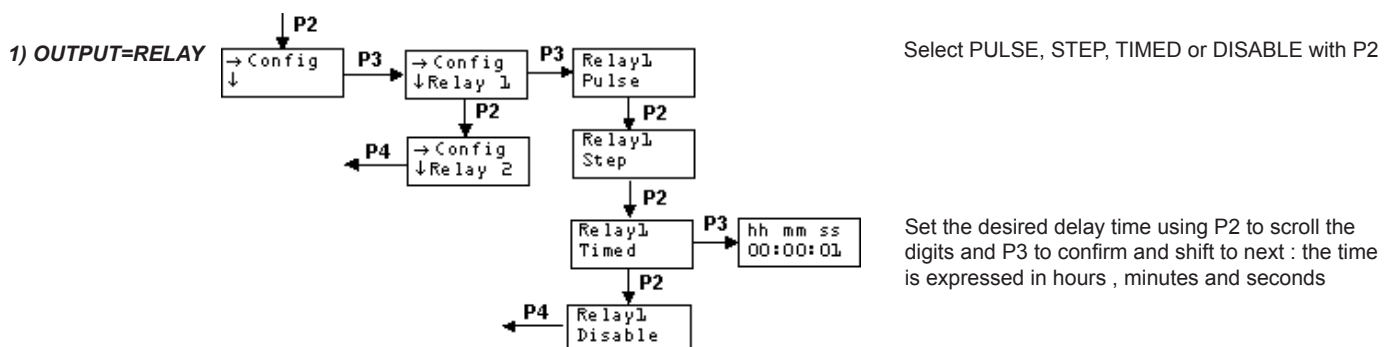 P2
1) OUTPUT=RELAY
→ Config
↓
P3
→ Config
↓Relay 1
P3
Relay1
Pulse
Select PULSE, STEP, TIMED or DISABLE with P2
P2
P2
P4
→ Config
↓Relay 2
Relay1
Step
P2
Relay1
Timed
P3
hh mm ss
00:00:01
Set the desired delay time using P2 to scroll the
digits and P3 to confirm and shift to next : the time
is expressed in hours , minutes and seconds
P2
P4
Relay1
Disable